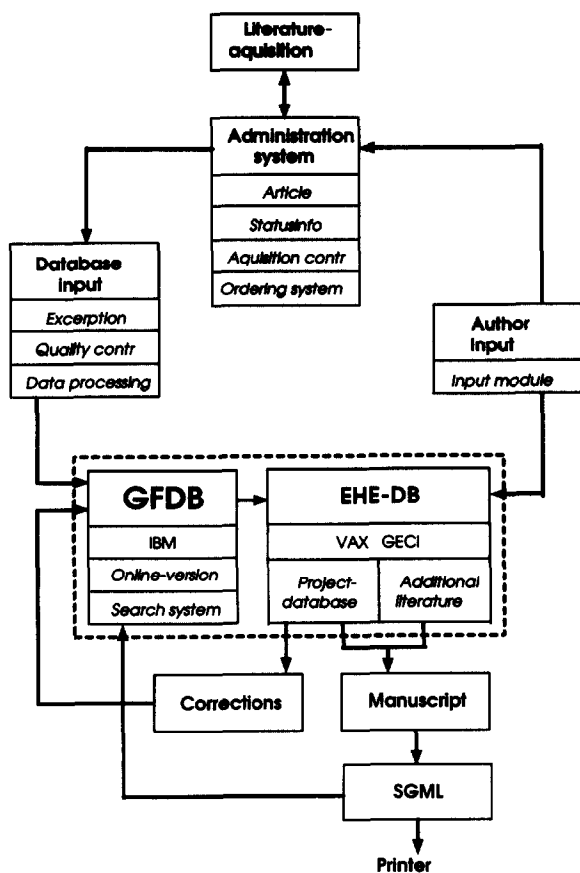 Literature-
aquisition
Administration
system
Article
Statusinfo
Aquisition contr
Ordering system
Database
input
Excerption
Quality contr
Data processing
Author
input
Input module
GFDB
IBM
Online-version
Search system
EHE-DB
VAX GECI
Project-
database
Additional
literature
Corrections
Manuscript
SGML
Printer